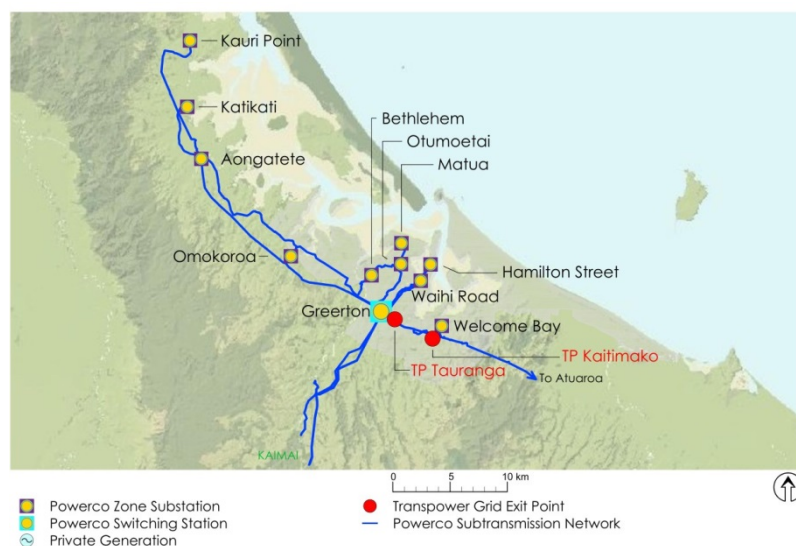 Kauri Point
Katikati
Bethlehem
Otumoetai
Aongatete
Matua
Omokoroa
Hamilton Street
Waihi Road
Greerton
Welcome Bay
TP Kaitimako
TP Tauranga
To Atuaroa
KAIMAI
0 5 10 km
Powerco Zone Substation
Powerco Switching Station
Private Generation
Transpower Grid Exit Point
Powerco Subtransmission Network